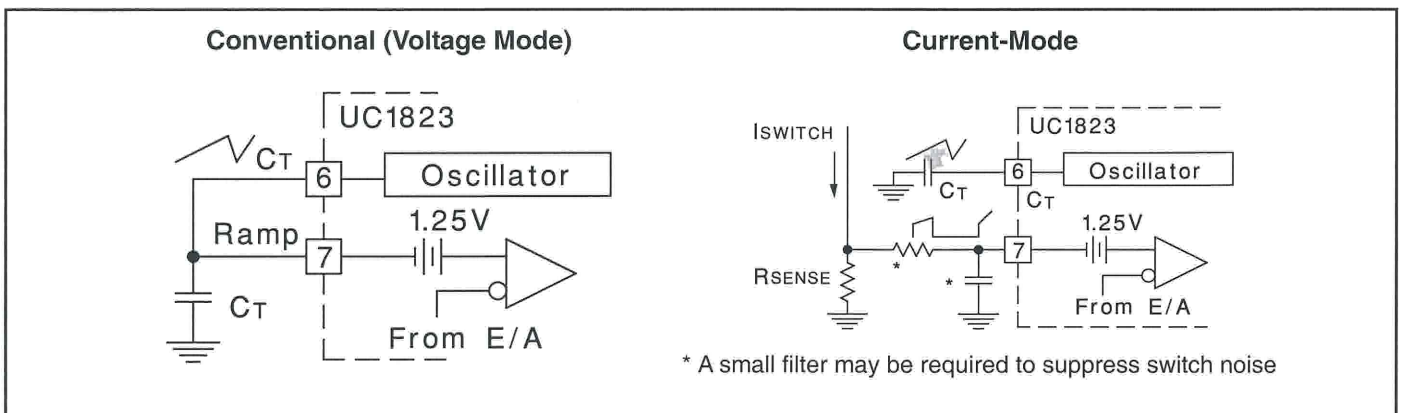 Conventional (Voltage Mode)
UC1823
CT
6
Oscillator
1.25V
Ramp
7
CT
From E/A
Current-Mode
ISWITCH
UC1823
6
Oscillator
CT
CT
1.25V
7
RSENSE
*
*
From E/A
* A small filter may be required to suppress switch noise